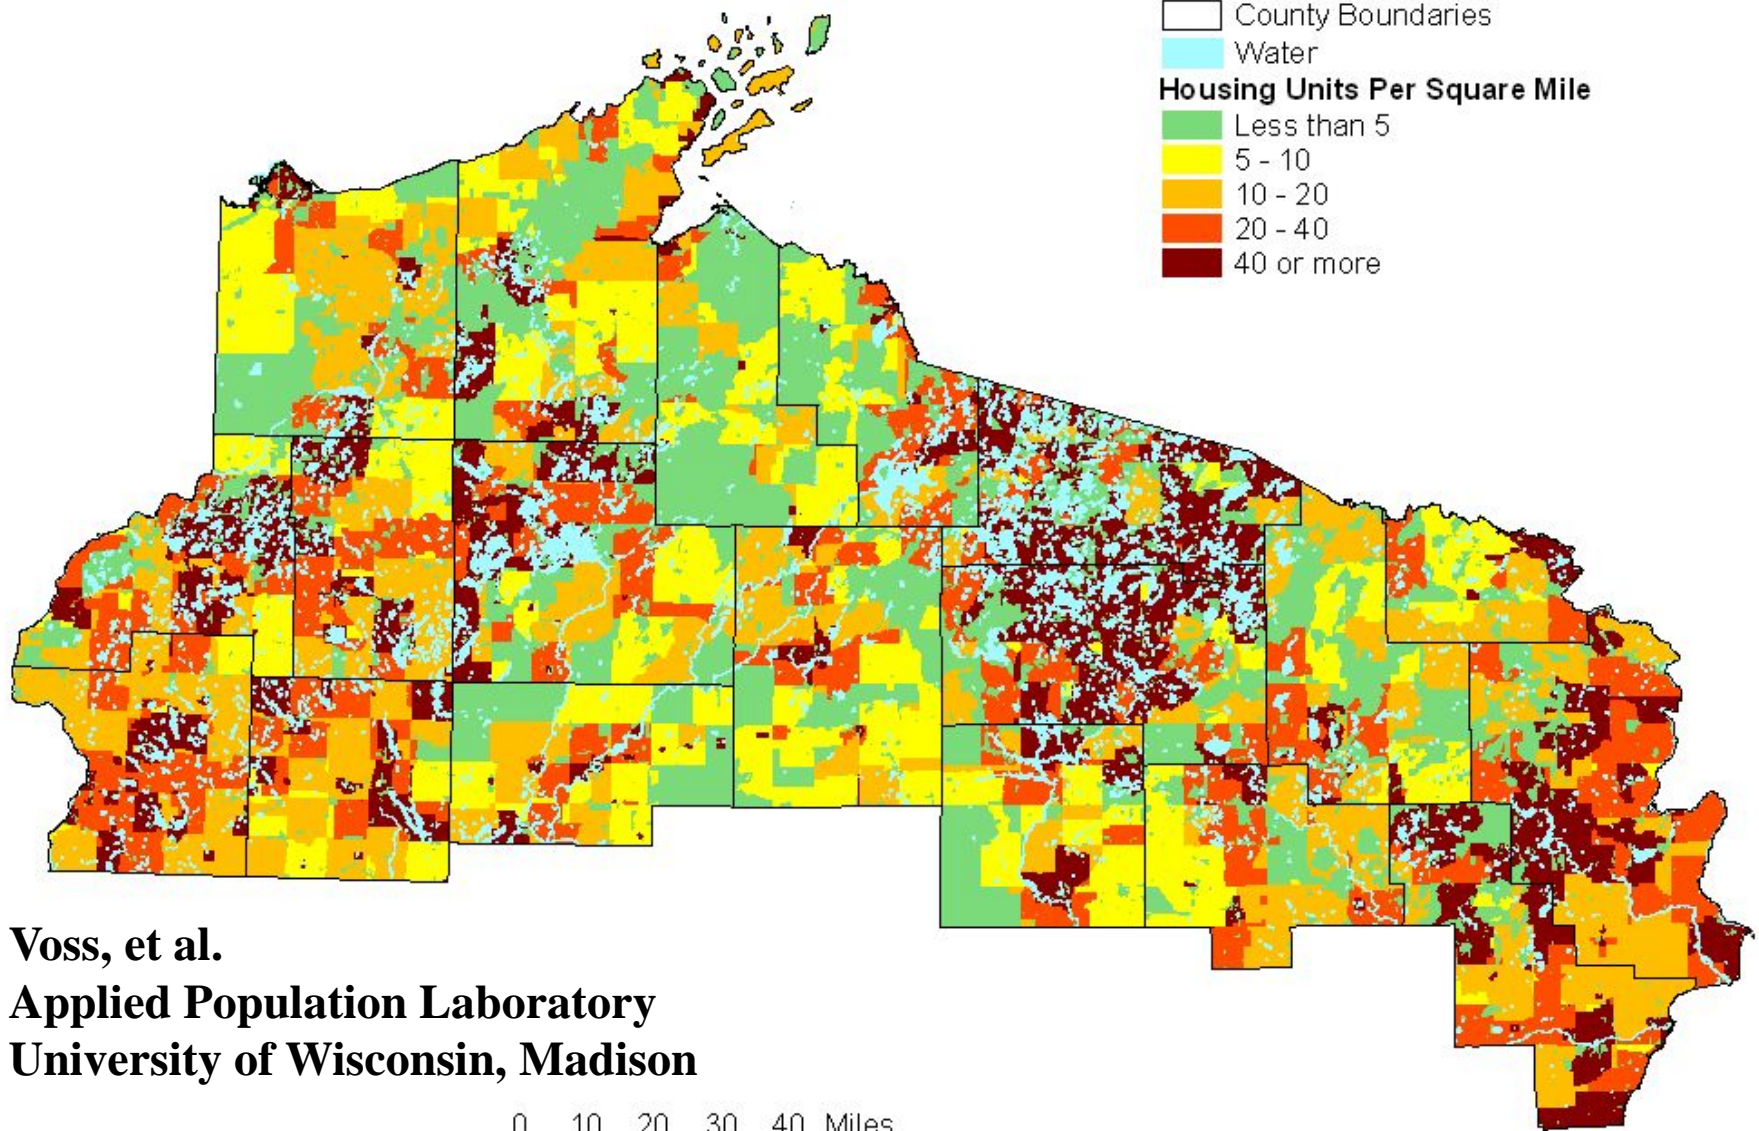 County Boundaries
Water
Housing Units Per Square Mile
Less than 5
5 - 10
10 - 20
20 - 40
40 or more
Voss, et al.
Applied Population Laboratory
University of Wisconsin, Madison
0 10 20 30 40 Miles